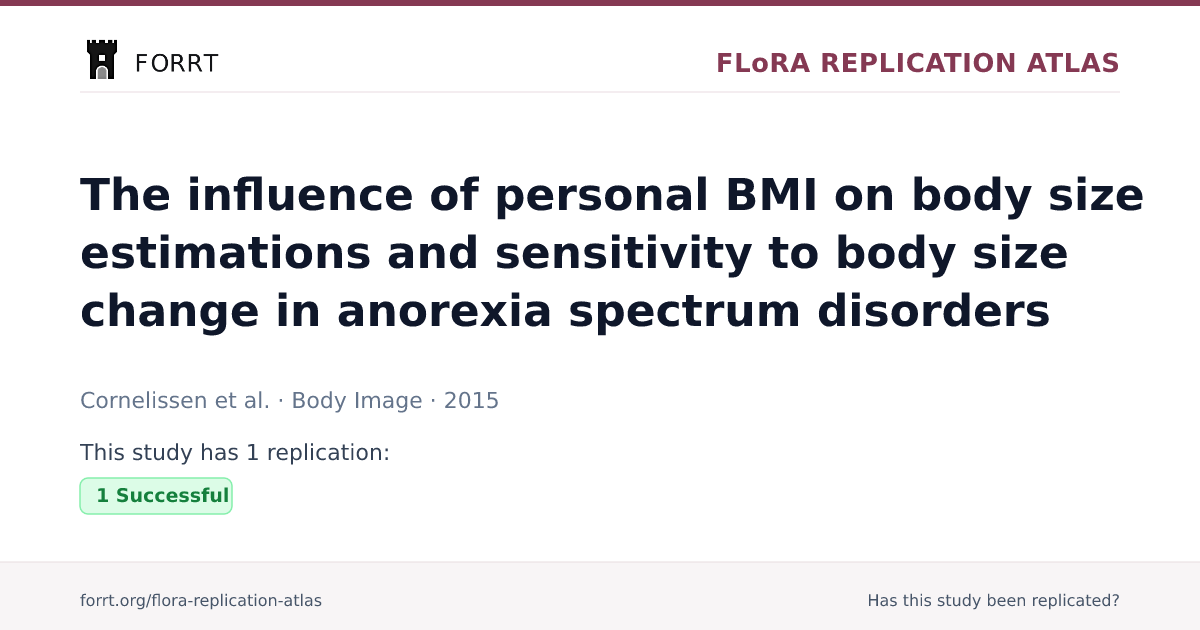 FORRT
FLoRA REPLICATION ATLAS
The influence of personal BMI on body size
estimations and sensitivity to body size
change in anorexia spectrum disorders
Cornelissen et al. · Body Image · 2015
This study has 1 replication:
1 Successful
forrt.org/flora-replication-atlas
Has this study been replicated?